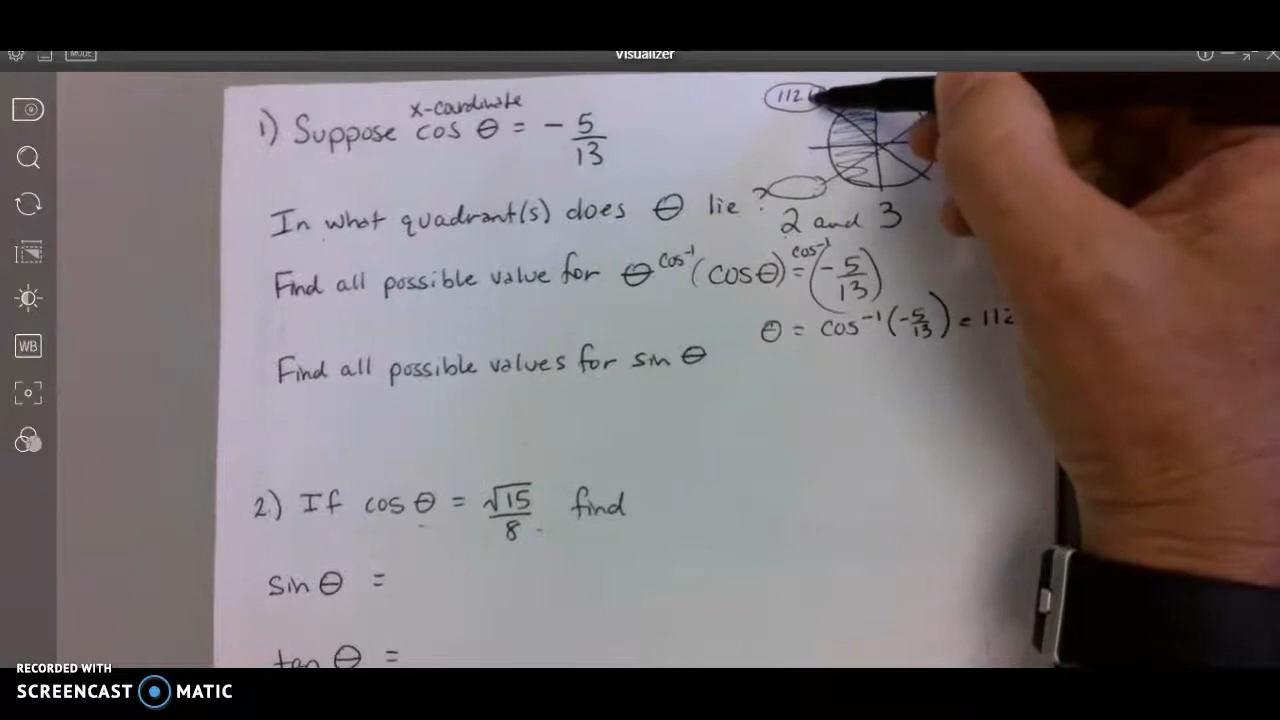 MODE
Visualizer
x-coordinate
1) Suppose cos θ = - 5/13
112
In what quadrant(s) does θ lie ?
2 and 3
Find all possible value for θ
cos⁻¹(cos θ) = cos⁻¹(-5/13)
θ = cos⁻¹(-5/13) = 112
Find all possible values for sin θ
2.) If cos θ = √15/8 find
sin θ =
tan θ =
WB
RECORDED WITH
SCREENCAST MATIC